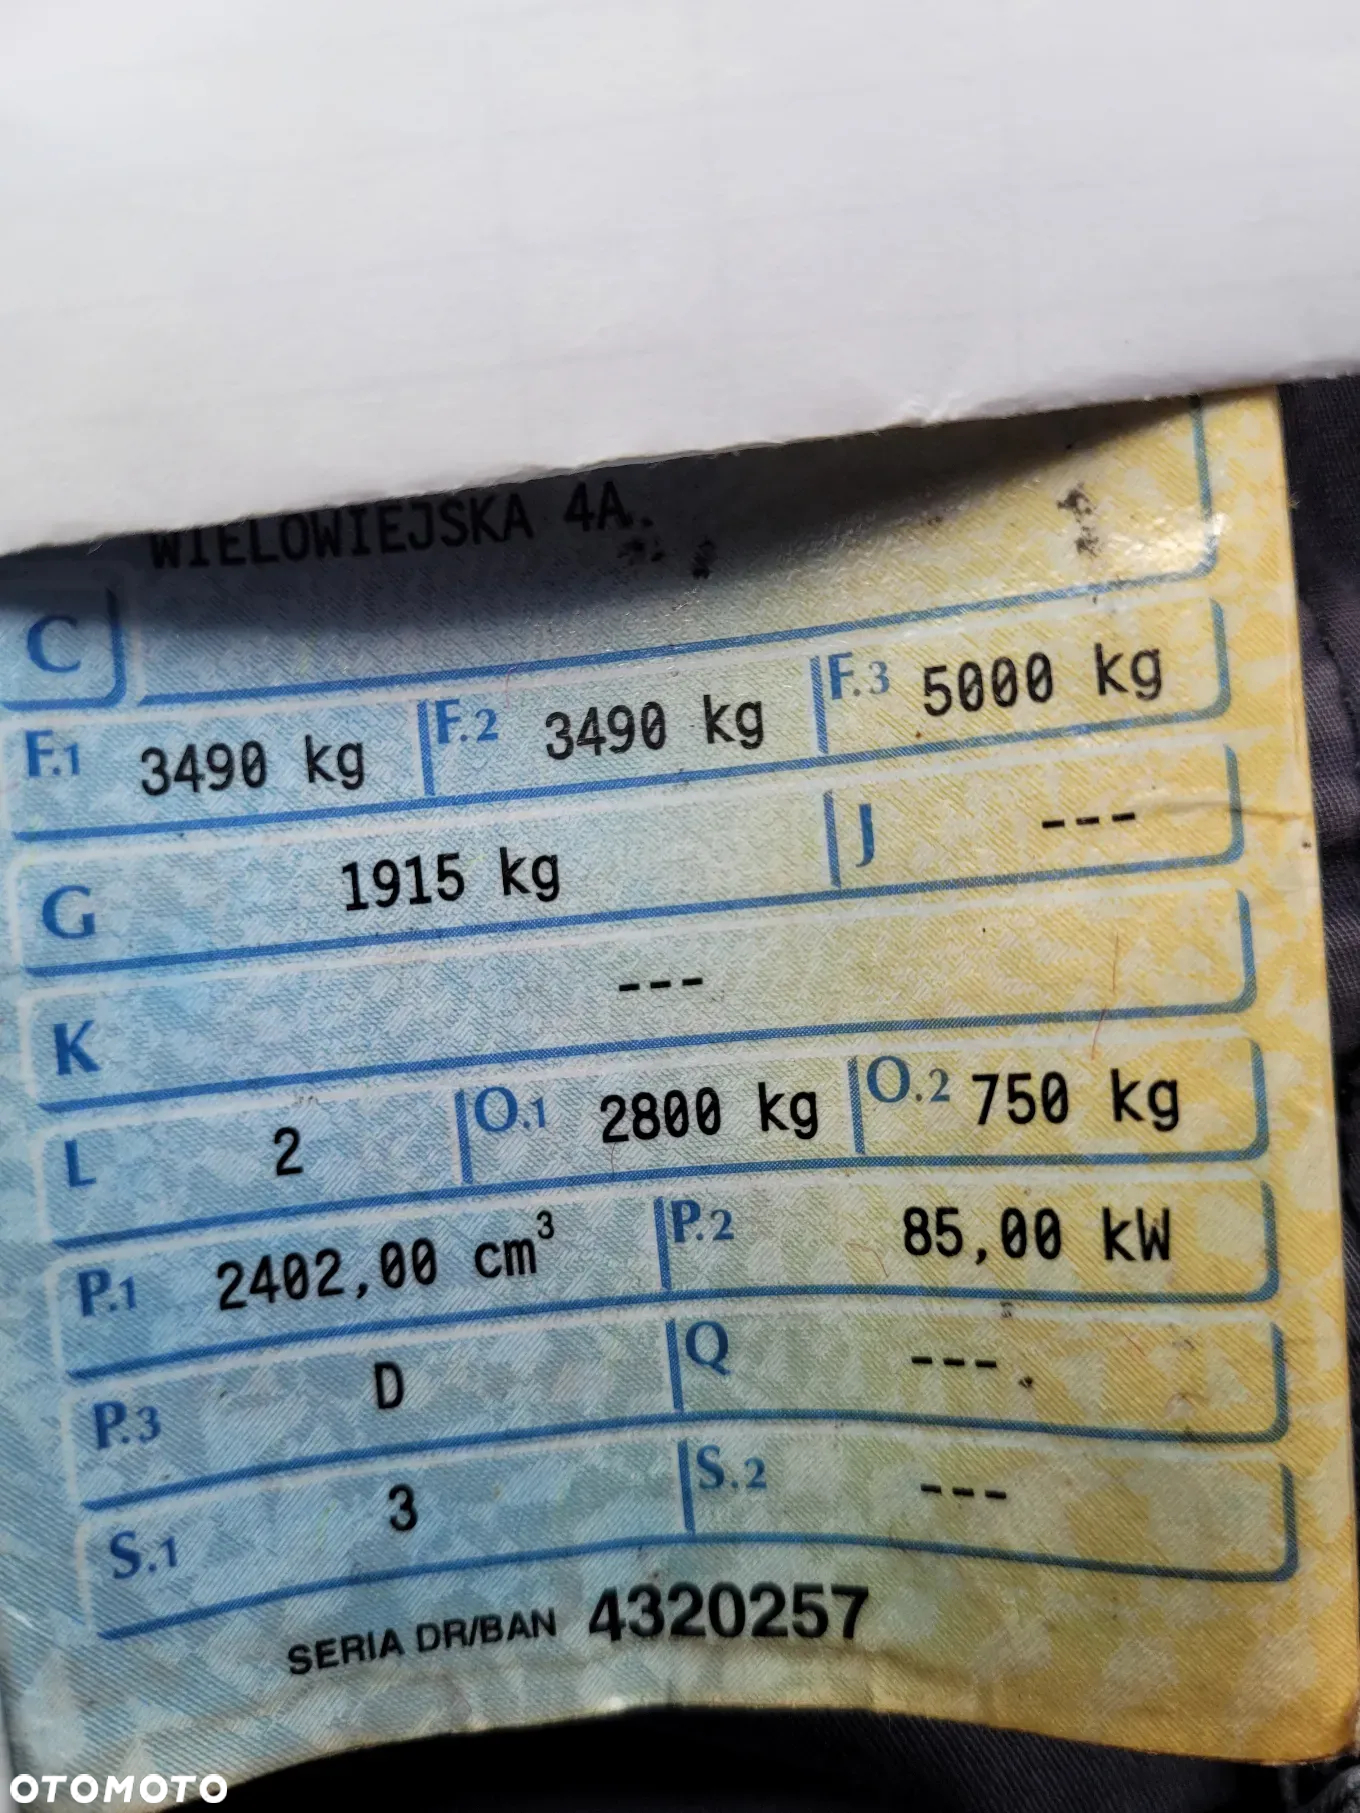 WIELOWIEJSKA 4A.
C
F.1 3490 kg F.2 3490 kg F.3 5000 kg
G 1915 kg J ---
K ---
L 2 O.1 2800 kg O.2 750 kg
P.1 2402,00 cm³ P.2 85,00 kW
P.3 D Q ---
S.1 3 S.2 ---
SERIA DR/BAN 4320257
OTOMOTO